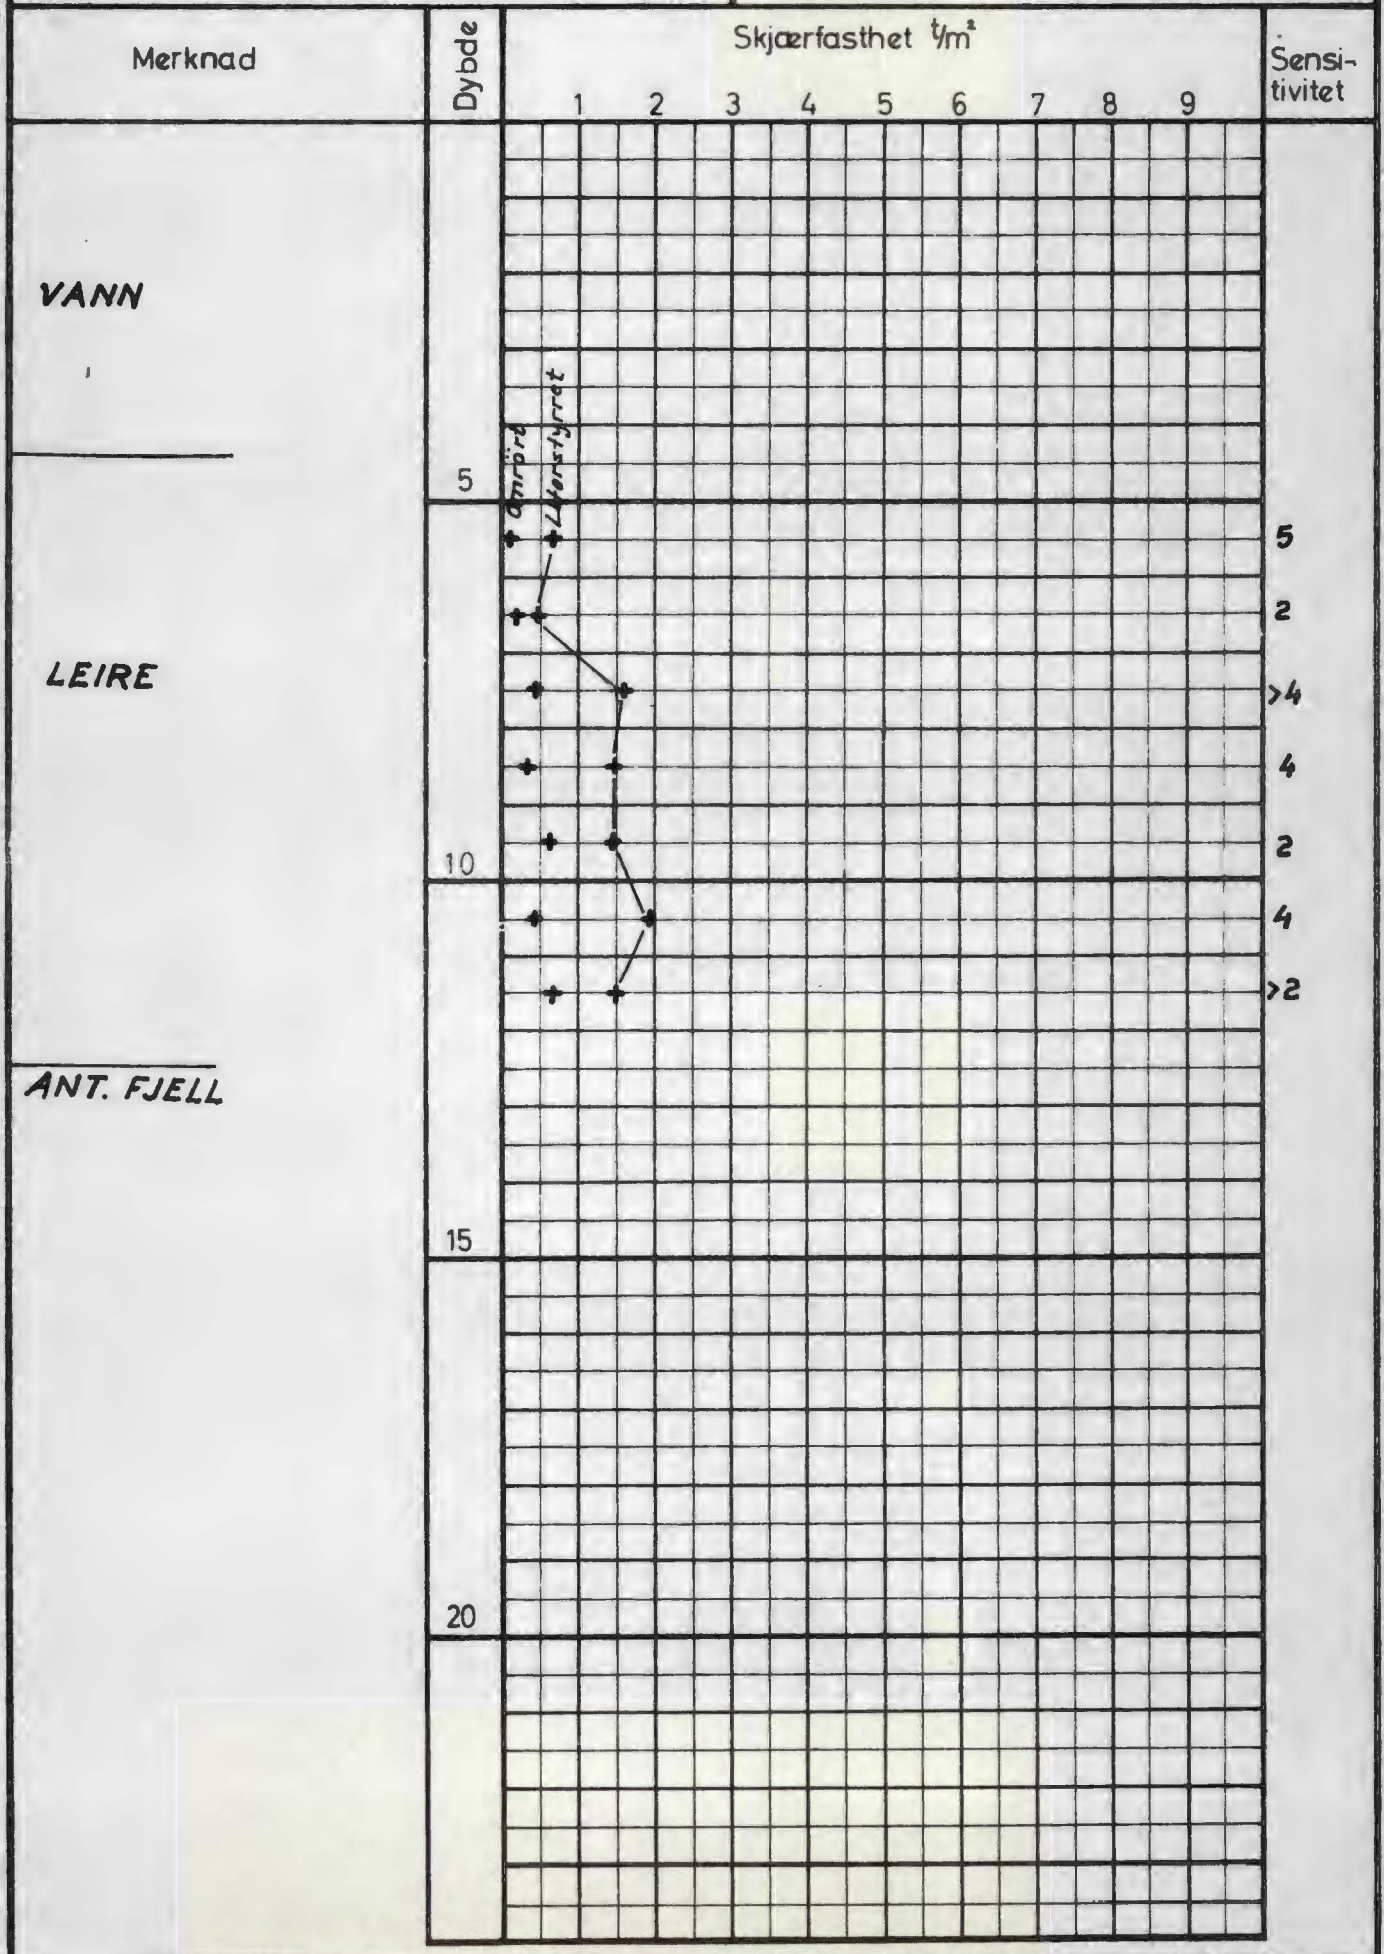 Merknad
Dybde
Skjærfasthet t/m²
Sensi-
tivitet
1 2 3 4 5 6 7 8 9
VANN
Omrört
Uforstyrret
5
5
2
LEIRE
>4
4
2
10
4
>2
ANT. FJELL
15
20